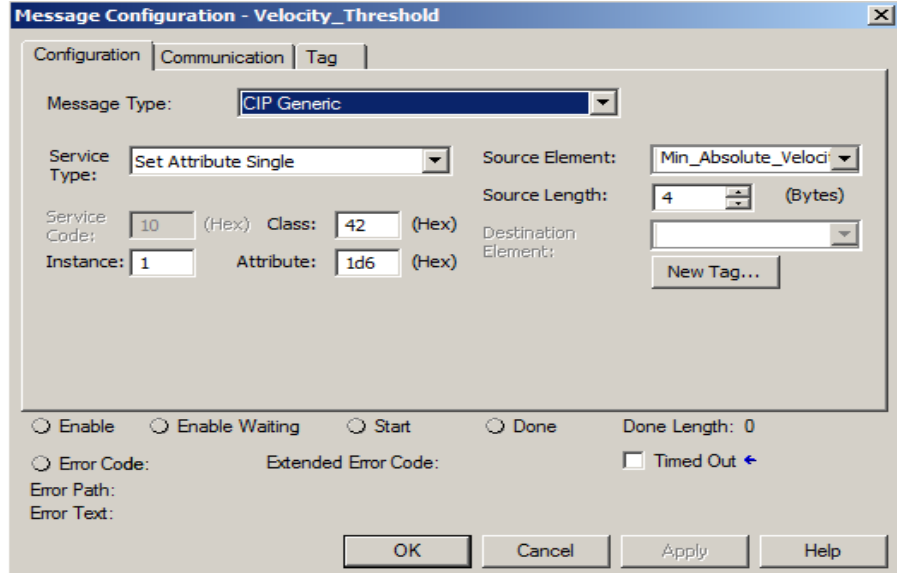 Message Configuration - Velocity_Threshold
Configuration Communication Tag
Message Type: CIP Generic
Service Type: Set Attribute Single
Source Element: Min_Absolute_Veloci
Source Length: 4 (Bytes)
Service Code: 10 (Hex) Class: 42 (Hex)
Destination Element:
Instance: 1 Attribute: 1d6 (Hex)
New Tag...
Enable Enable Waiting Start Done Done Length: 0
Error Code: Extended Error Code: Timed Out
Error Path:
Error Text:
OK Cancel Apply Help